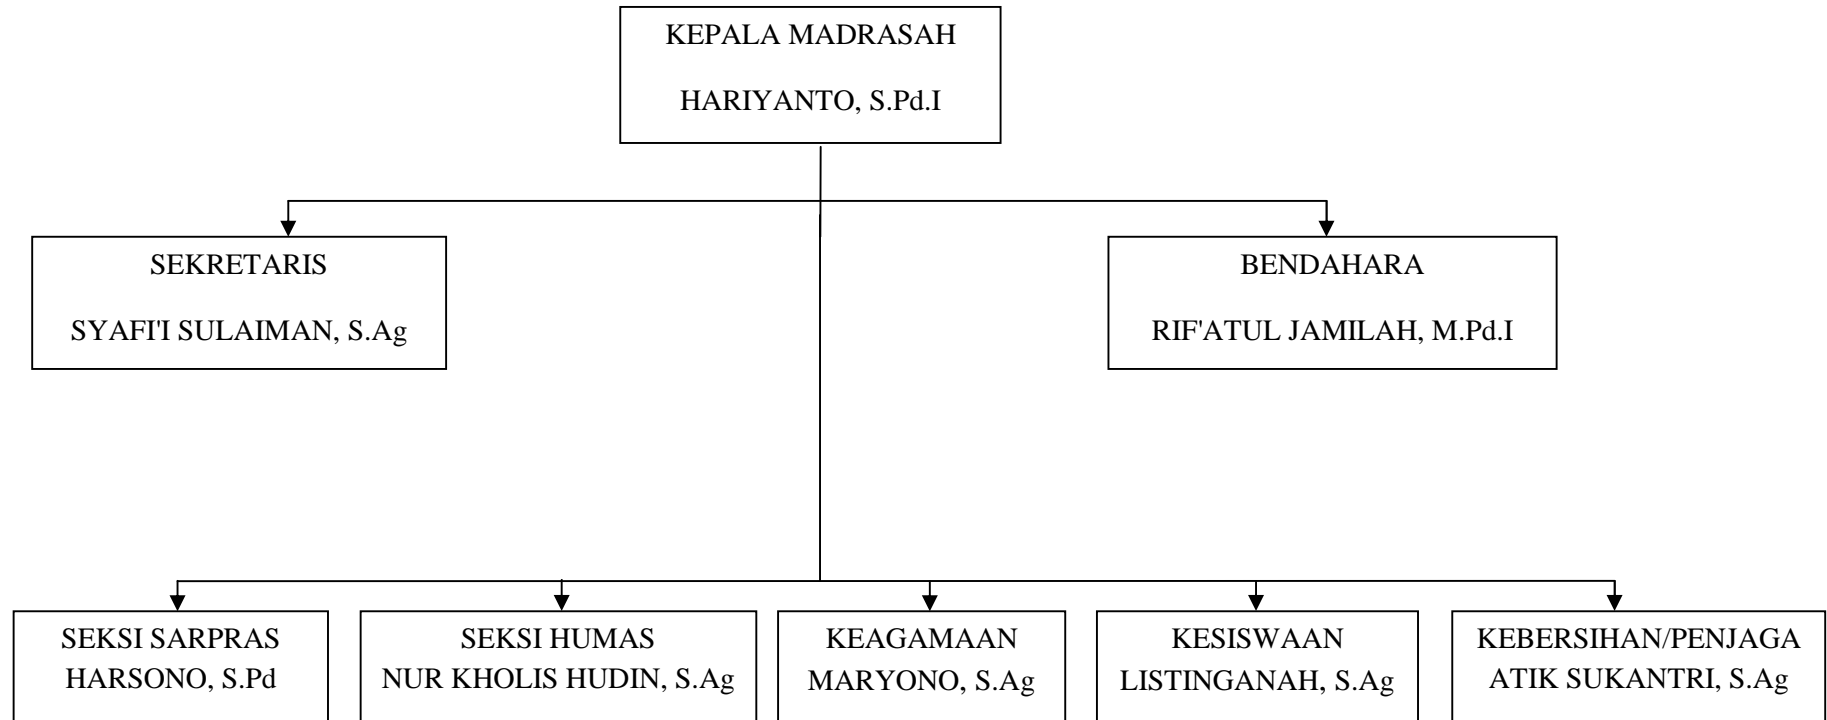 KEPALA MADRASAH
HARIYANTO, S.Pd.I
SEKRETARIS
SYAFI'I SULAIMAN, S.Ag
BENDAHARA
RIF'ATUL JAMILAH, M.Pd.I
SEKSI SARPRAS
HARSONO, S.Pd
SEKSI HUMAS
NUR KHOLIS HUDIN, S.Ag
KEAGAMAAN
MARYONO, S.Ag
KESISWAAN
LISTINGANAH, S.Ag
KEBERSIHAN/PENJAGA
ATIK SUKANTRI, S.Ag